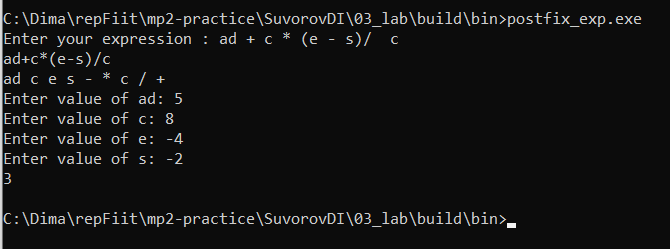 C:\Dima\repFiit\mp2-practice\SuvorovDI\03_lab\build\bin>postfix_exp.exe
Enter your expression : ad + c * (e - s)/  c
ad+c*(e-s)/c
ad c e s - * c / +
Enter value of ad: 5
Enter value of c: 8
Enter value of e: -4
Enter value of s: -2
3
C:\Dima\repFiit\mp2-practice\SuvorovDI\03_lab\build\bin>